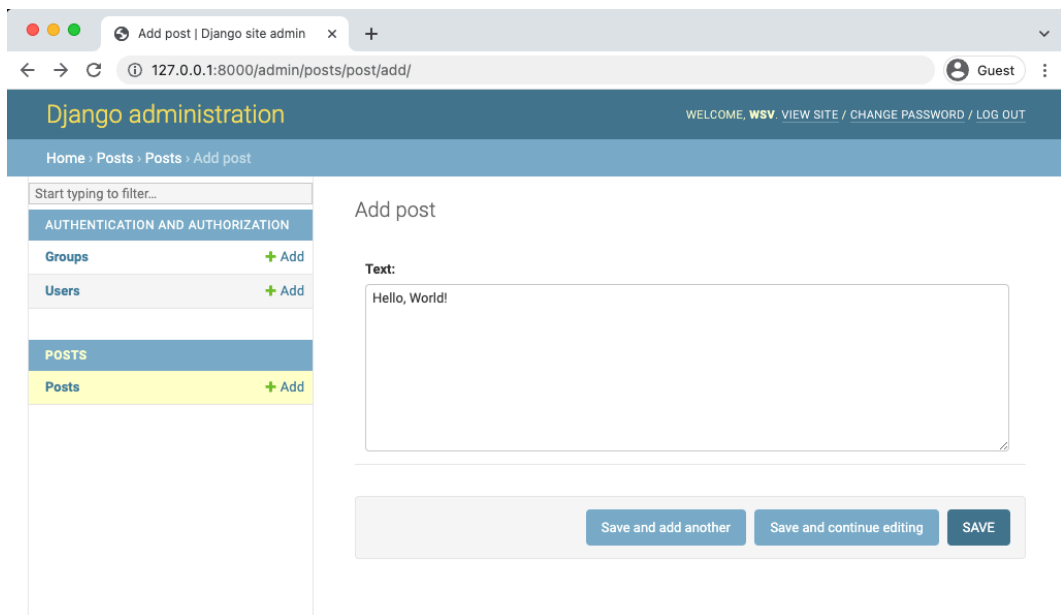 Add post | Django site admin
127.0.0.1:8000/admin/posts/post/add/
Guest
Django administration
WELCOME, WSV. VIEW SITE / CHANGE PASSWORD / LOG OUT
Home › Posts › Posts › Add post
Start typing to filter...
AUTHENTICATION AND AUTHORIZATION
Groups + Add
Users + Add
POSTS
Posts + Add
Add post
Text:
Hello, World!
Save and add another Save and continue editing SAVE